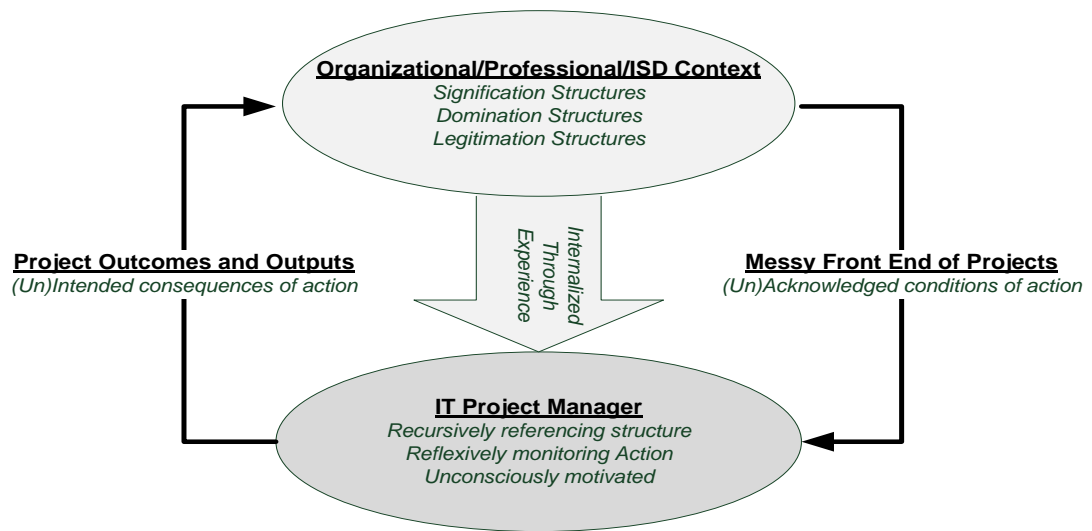 Organizational/Professional/ISD Context
Signification Structures
Domination Structures
Legitimation Structures
Internalized
Through
Experience
Project Outcomes and Outputs
(Un)Intended consequences of action
Messy Front End of Projects
(Un)Acknowledged conditions of action
IT Project Manager
Recursively referencing structure
Reflexively monitoring Action
Unconsciously motivated